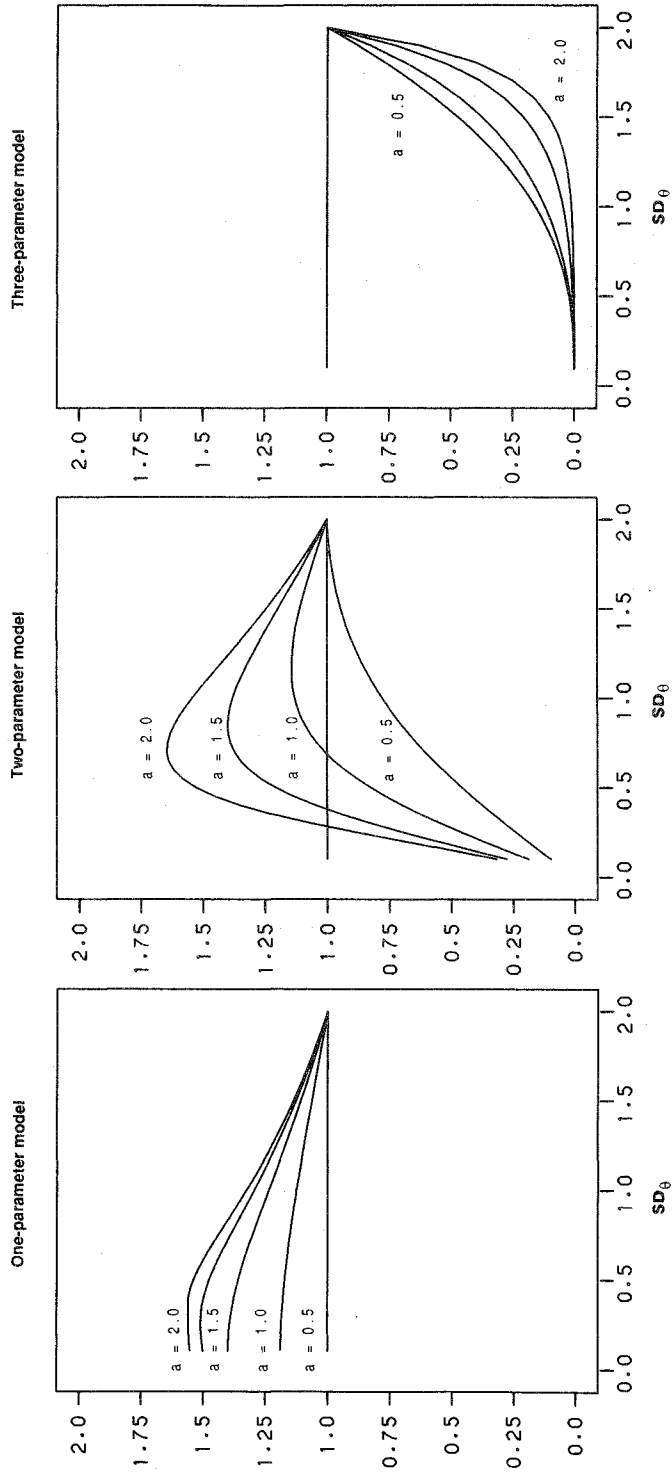 One-parameter model
2.0
1.75
1.5
1.25
1.0
0.75
0.5
0.25
0.0
a = 2.0
a = 1.5
a = 1.0
a = 0.5
0.0 0.5 1.0 1.5 2.0
SDθ
Two-parameter model
2.0
1.75
1.5
1.25
1.0
0.75
0.5
0.25
0.0
a = 2.0
a = 1.5
a = 1.0
a = 0.5
0.0 0.5 1.0 1.5 2.0
SDθ
Three-parameter model
2.0
1.75
1.5
1.25
1.0
0.75
0.5
0.25
0.0
a = 0.5
a = 2.0
0.0 0.5 1.0 1.5 2.0
SDθ